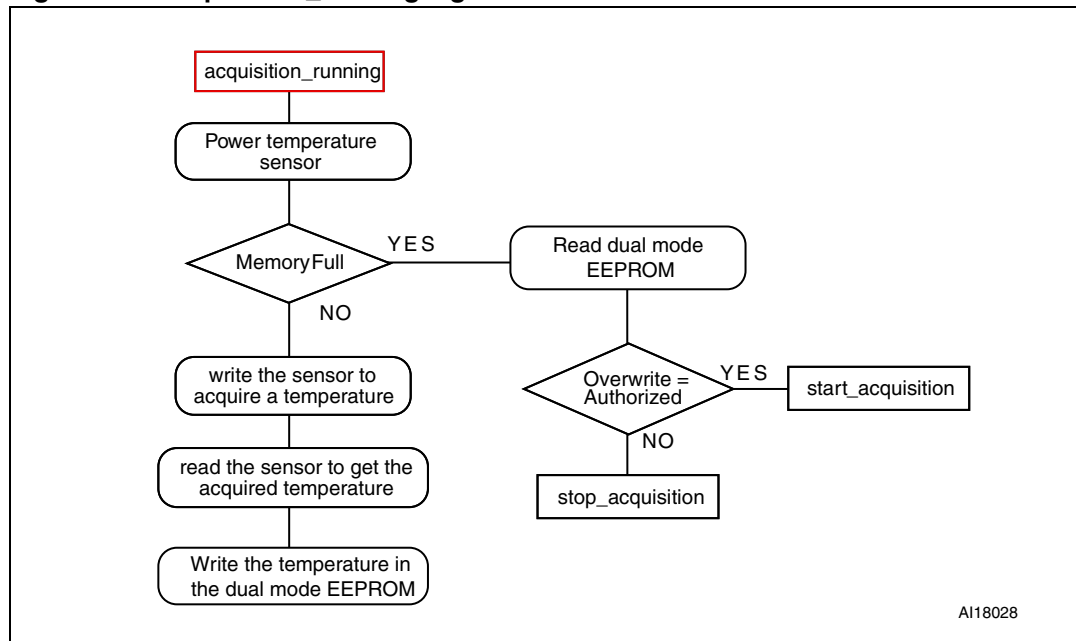 acquisition_running
Power temperature
sensor
MemoryFull
YES
NO
Read dual mode
EEPROM
write the sensor to
acquire a temperature
Overwrite =
Authorized
YES
start_acquisition
NO
read the sensor to get the
acquired temperature
stop_acquisition
Write the temperature in
the dual mode EEPROM
AI18028